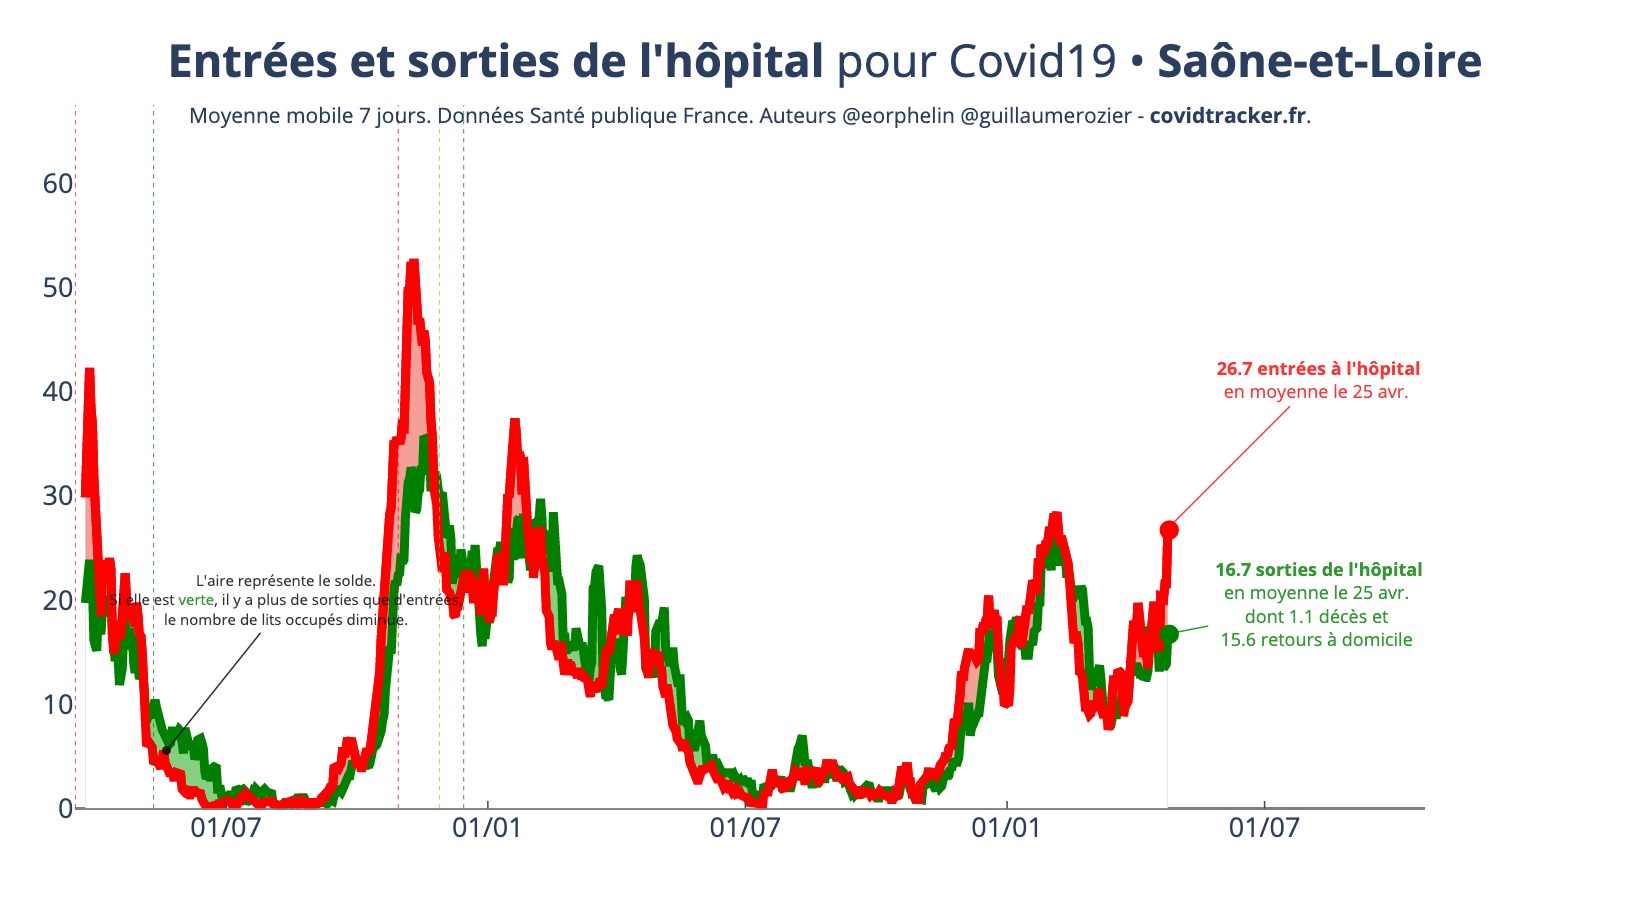 Entrées et sorties de l'hôpital pour Covid19 • Saône-et-Loire
Moyenne mobile 7 jours. Données Santé publique France. Auteurs @eorphelin @guillaumerozier - covidtracker.fr.
60
50
40
30
20
10
0
26.7 entrées à l'hôpital
en moyenne le 25 avr.
16.7 sorties de l'hôpital
en moyenne le 25 avr.
dont 1.1 décès et
15.6 retours à domicile
L'aire représente le solde.
Si elle est verte, il y a plus de sorties que d'entrées,
le nombre de lits occupés diminue.
01/07
01/01
01/07
01/01
01/07